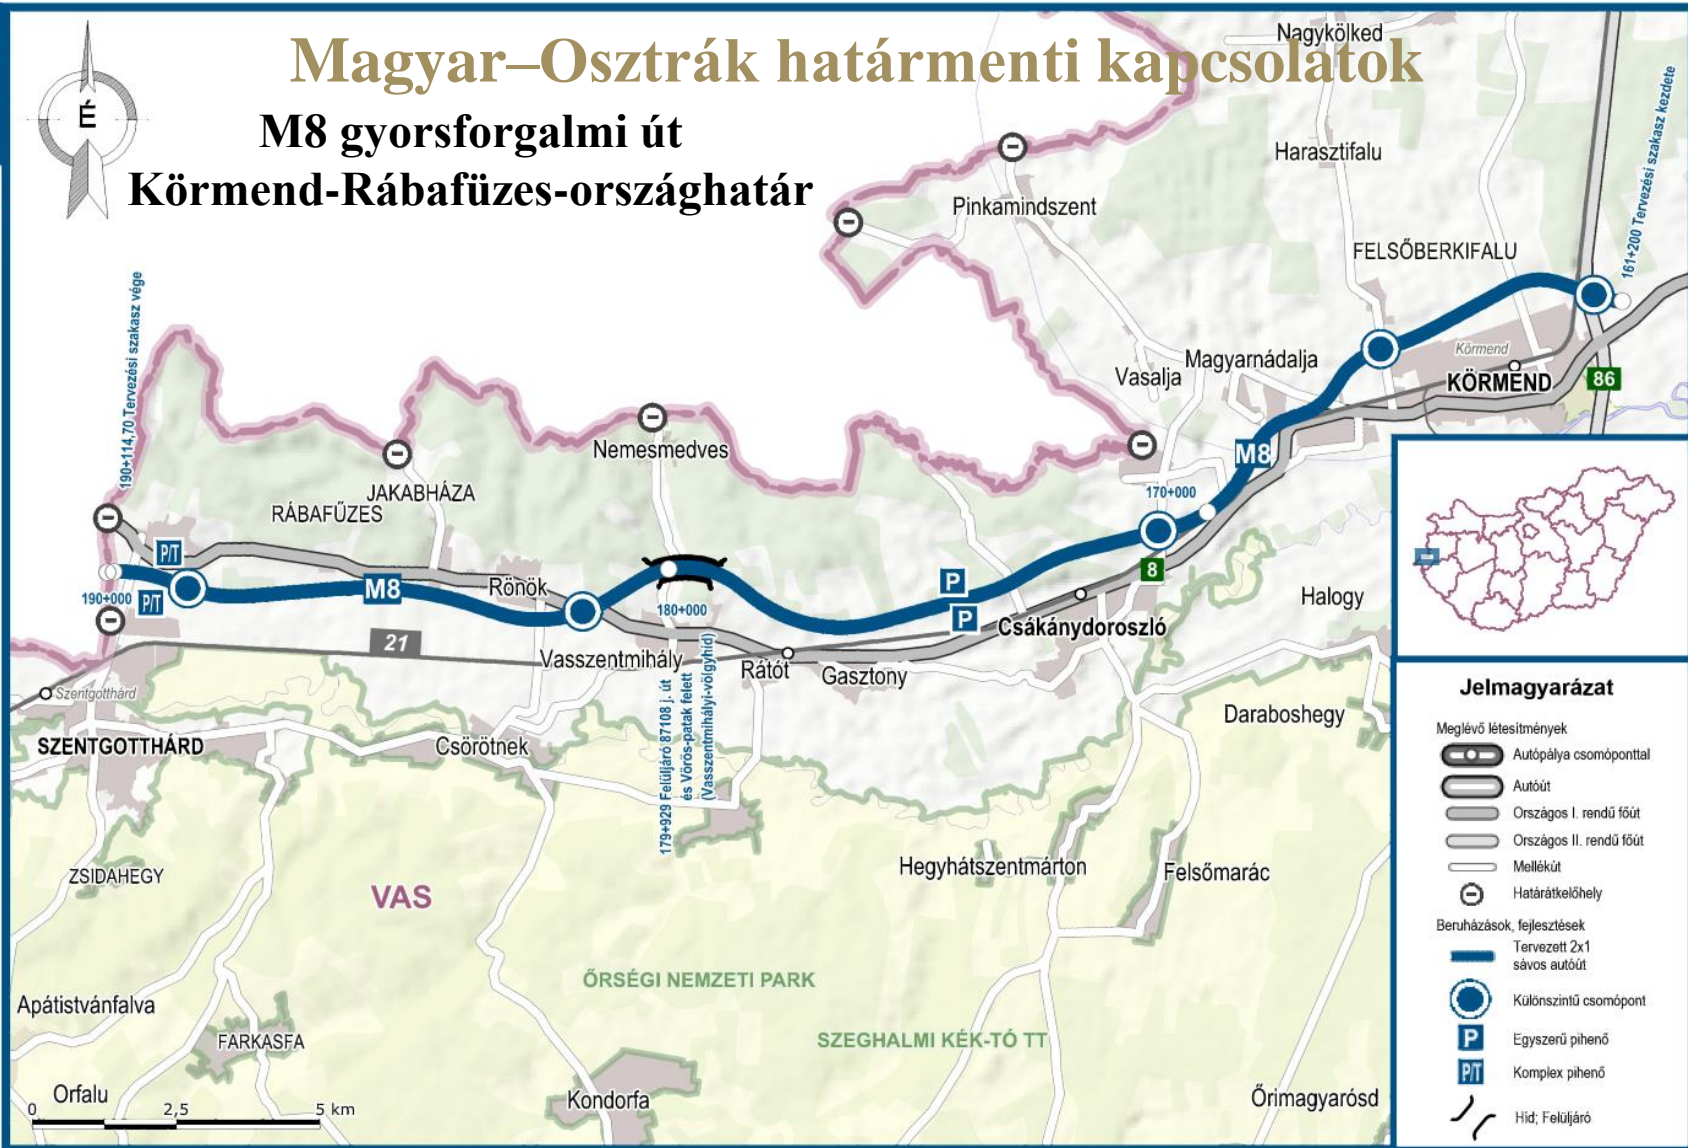 Magyar–Osztrák határmenti kapcsolatok
M8 gyorsforgalmi út
Körmend-Rábafüzes-országhatár
É
Nagykölked
Harasztifalu
Pinkamindszent
FELSŐBERKIFALU
161+200 Tervezési szakasz kezdete
190+114,70 Tervezési szakasz vége
Vasalja
Magyarnádalja
Körmend
KÖRMEND
86
Nemesmedves
M8
JAKABHÁZA
RÁBAFŰZES
170+000
P/T
P/T
190+000
M8
Rönök
180+000
P
P
8
Halogy
Csákánydoroszló
21
Vasszentmihály
Rátót
Gasztony
Szentgotthárd
SZENTGOTTHÁRD
Csörötnek
179+929 Felüljáró 87108 j. út
és Vörös-patak felett
(Vasszentmihályi-völgyhíd)
Daraboshegy
ZSIDAHEGY
VAS
Hegyhátszentmárton
Felsőmarác
ŐRSÉGI NEMZETI PARK
Apátistvánfalva
FARKASFA
SZEGHALMI KÉK-TÓ TT
Orfalu
Kondorfa
Őrimagyarósd
0 2,5 5 km
Jelmagyarázat
Meglévő létesítmények
Autópálya csomóponttal
Autóút
Országos I. rendű főút
Országos II. rendű főút
Mellékút
Határátkelőhely
Beruházások, fejlesztések
Tervezett 2x1
sávos autóút
Különszintű csomópont
P Egyszerű pihenő
P/T Komplex pihenő
Híd; Felüljáró